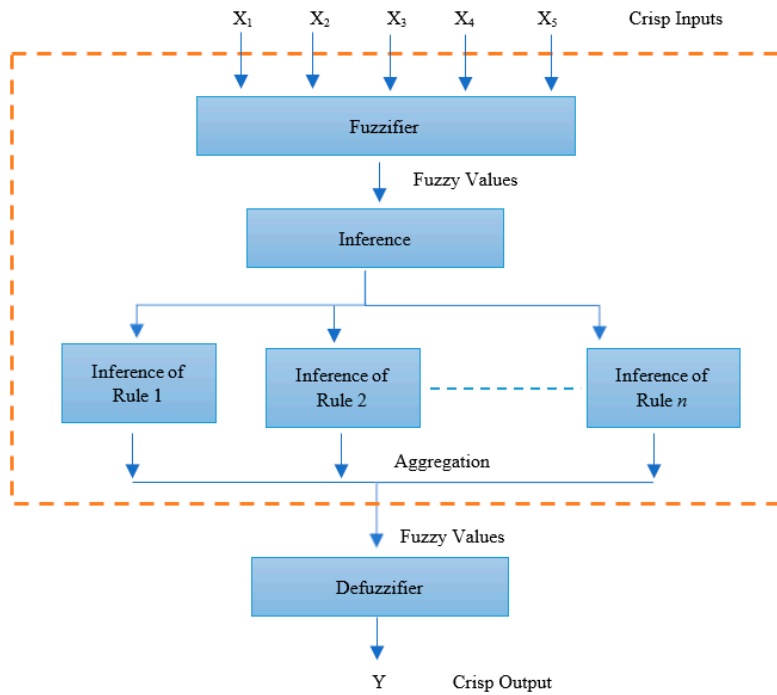 X₁ X₂ X₃ X₄ X₅ Crisp Inputs
Fuzzifier
Fuzzy Values
Inference
Inference of
Rule 1
Inference of
Rule 2
Inference of
Rule n
Aggregation
Fuzzy Values
Defuzzifier
Y Crisp Output